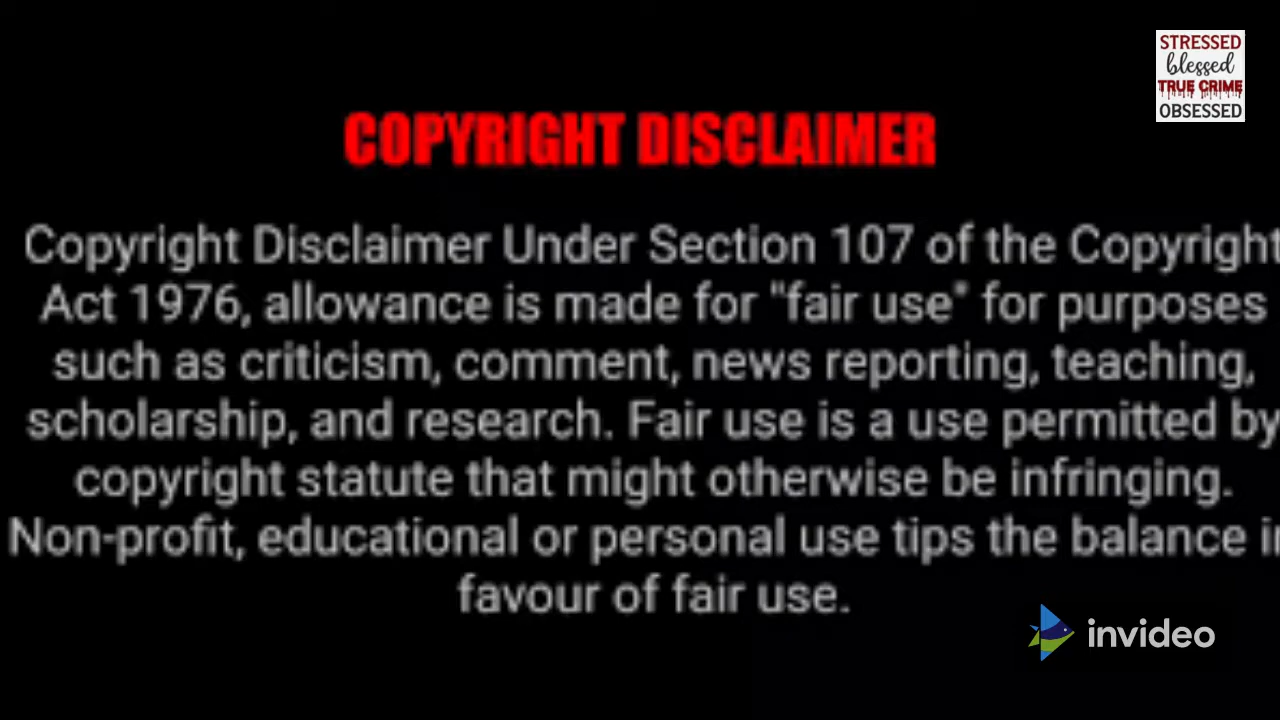 STRESSED
blessed
TRUE CRIME
OBSESSED
COPYRIGHT DISCLAIMER
Copyright Disclaimer Under Section 107 of the Copyright
Act 1976, allowance is made for "fair use" for purposes
such as criticism, comment, news reporting, teaching,
scholarship, and research. Fair use is a use permitted by
copyright statute that might otherwise be infringing.
Non-profit, educational or personal use tips the balance in
favour of fair use.
invideo